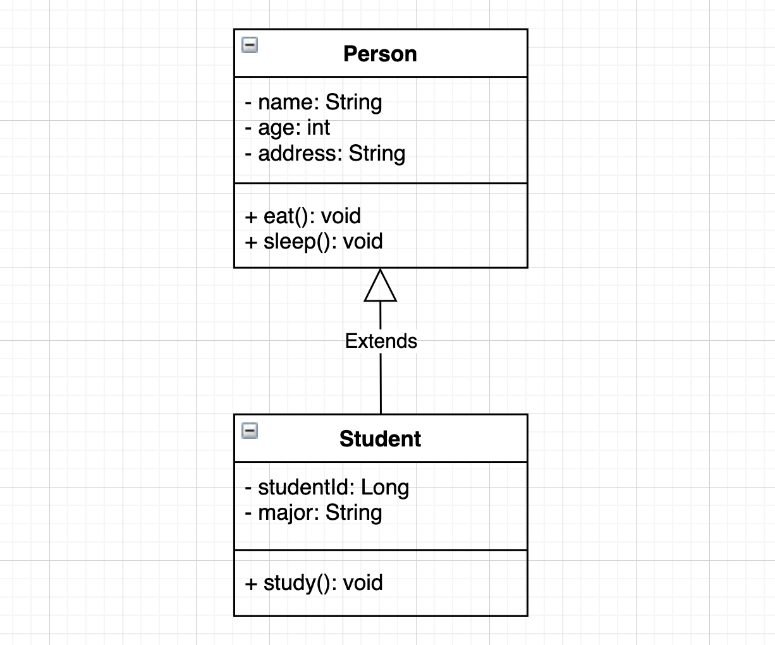 Person
- name: String
- age: int
- address: String
+ eat(): void
+ sleep(): void
Extends
Student
- studentId: Long
- major: String
+ study(): void